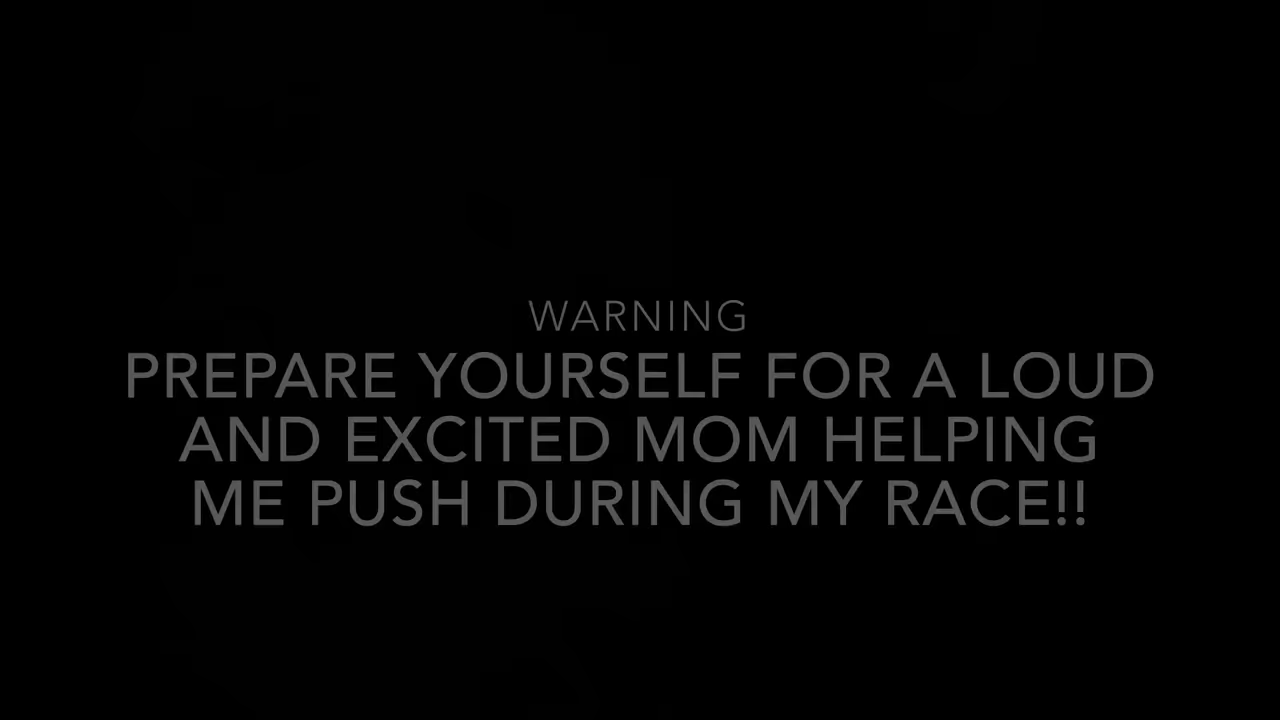 WARNING
PREPARE YOURSELF FOR A LOUD
AND EXCITED MOM HELPING
ME PUSH DURING MY RACE!!